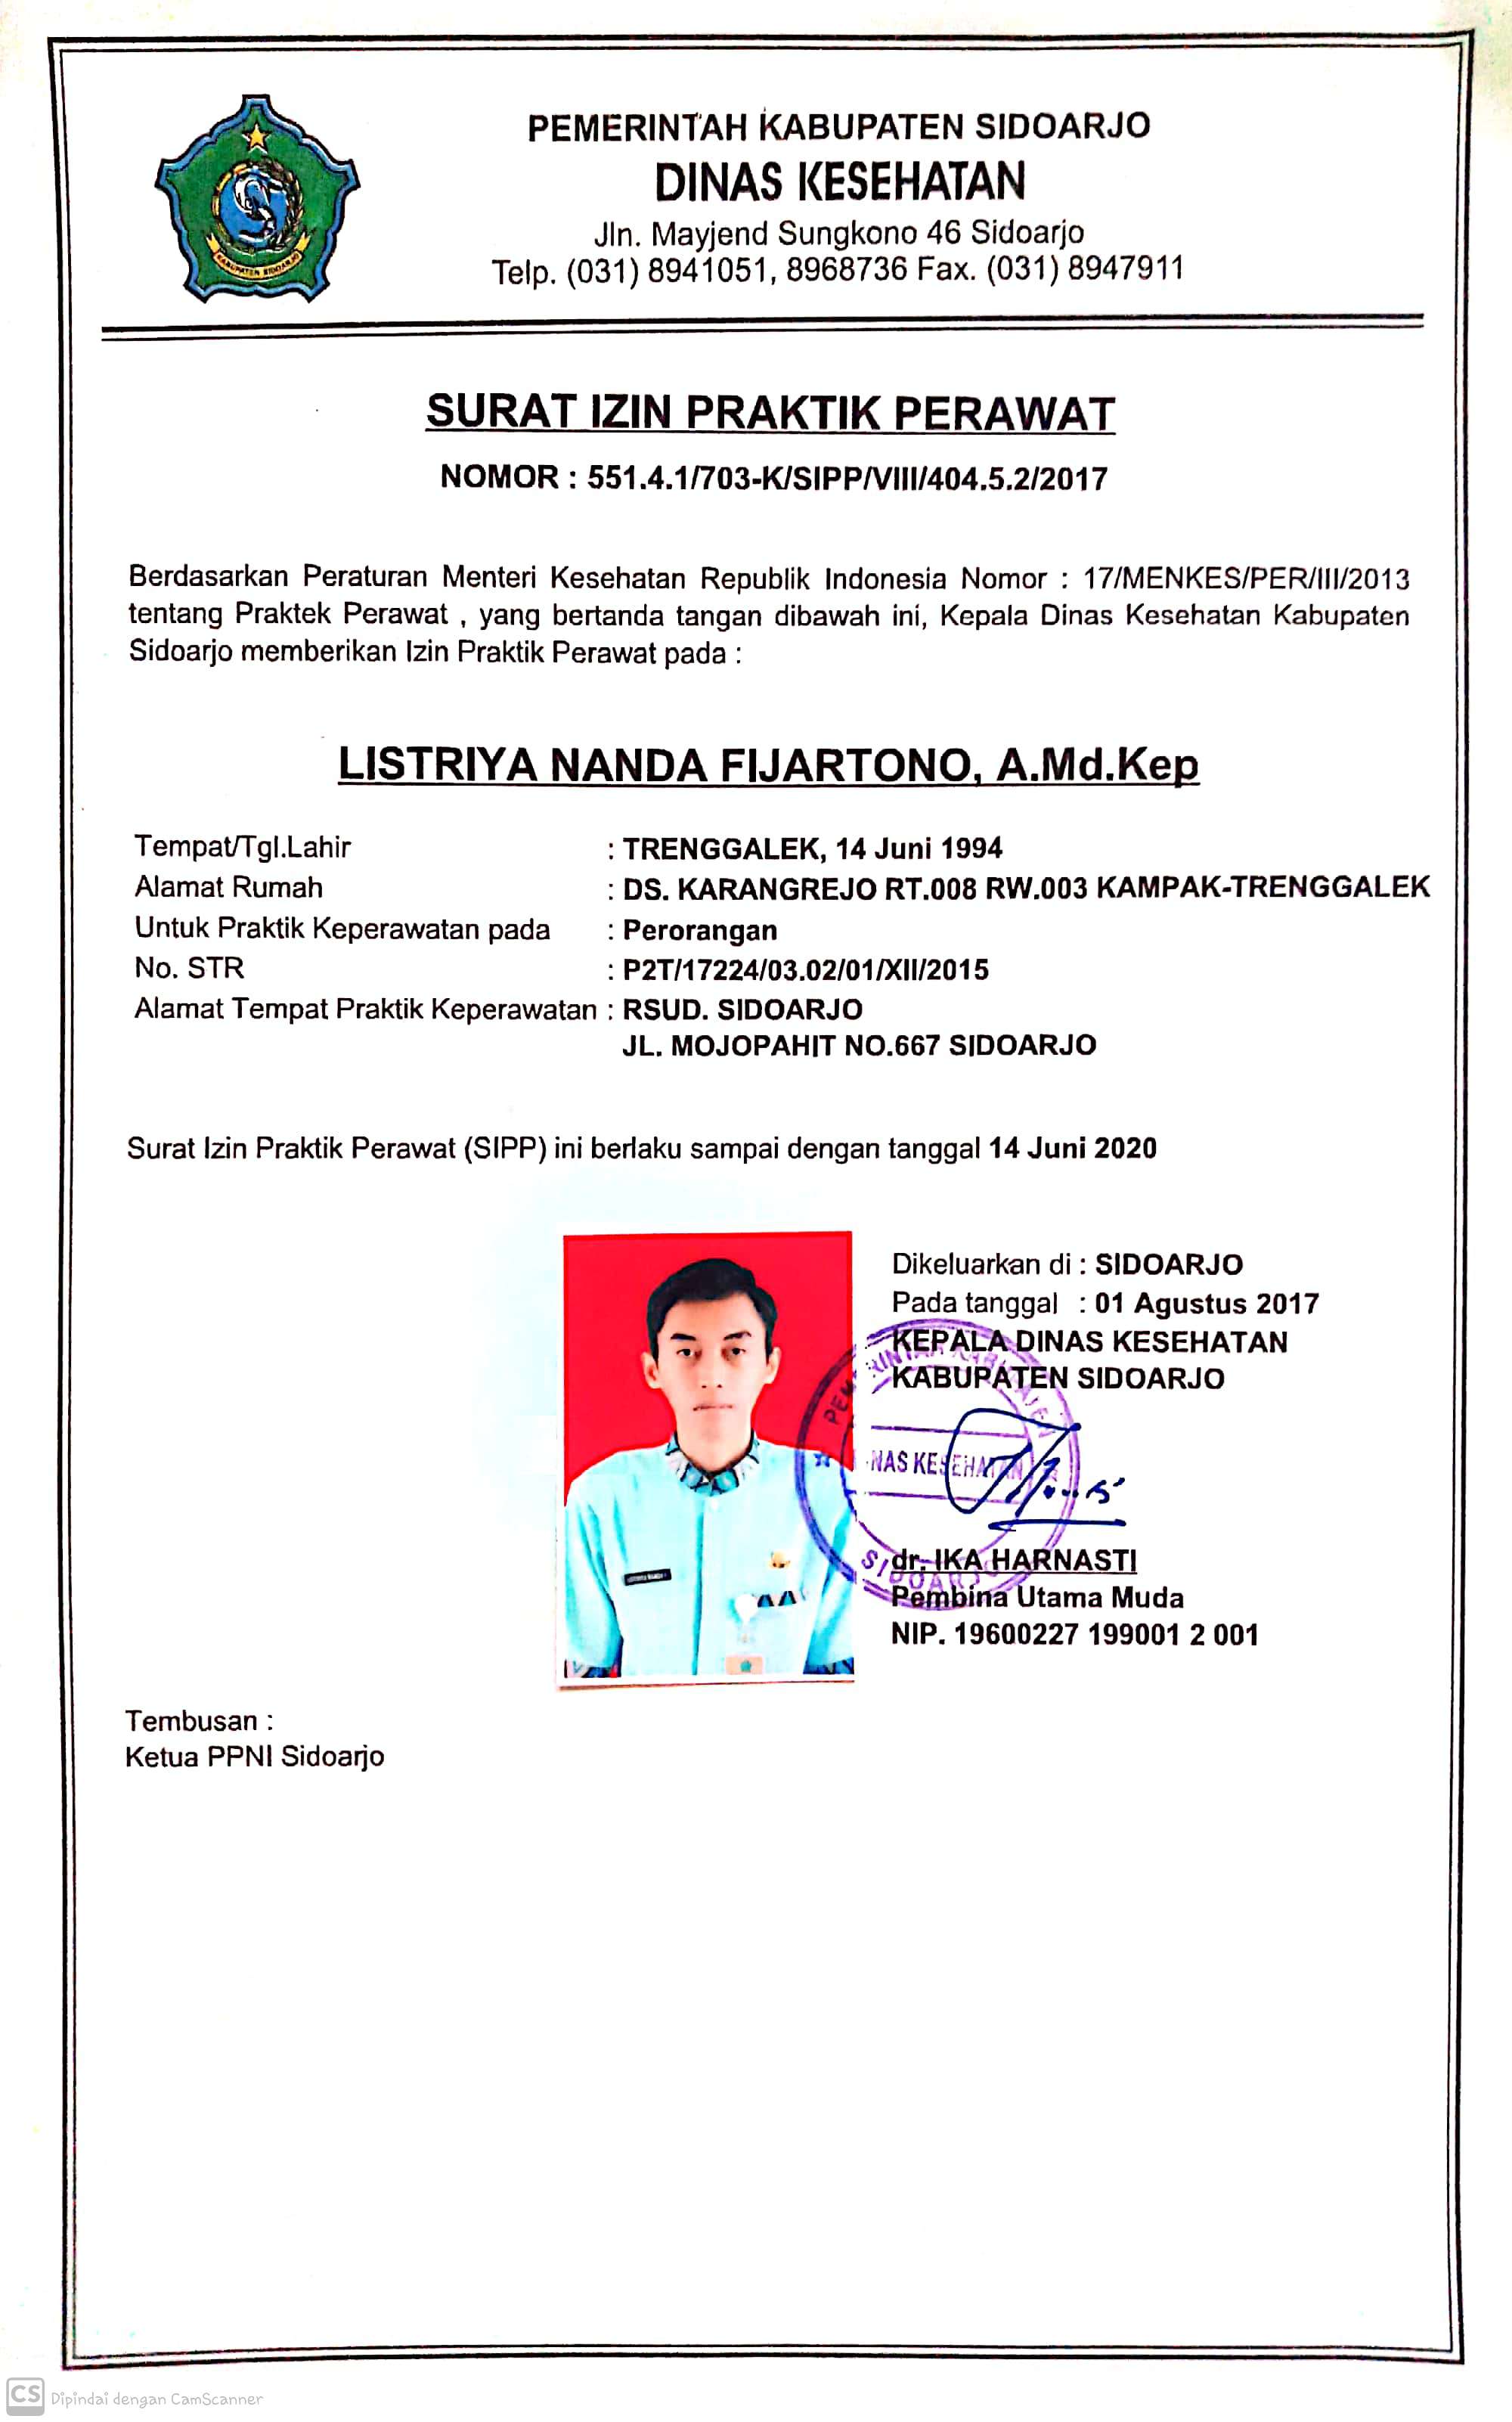 PEMERINTAH KABUPATEN SIDOARJO
DINAS KESEHATAN
Jln. Mayjend Sungkono 46 Sidoarjo
Telp. (031) 8941051, 8968736 Fax. (031) 8947911
KABUPATEN SIDOARJO
SURAT IZIN PRAKTIK PERAWAT
NOMOR : 551.4.1/703-K/SIPP/VIII/404.5.2/2017
Berdasarkan Peraturan Menteri Kesehatan Republik Indonesia Nomor : 17/MENKES/PER/III/2013
tentang Praktek Perawat , yang bertanda tangan dibawah ini, Kepala Dinas Kesehatan Kabupaten
Sidoarjo memberikan Izin Praktik Perawat pada :
LISTRIYA NANDA FIJARTONO, A.Md.Kep
Tempat/Tgl.Lahir : TRENGGALEK, 14 Juni 1994
Alamat Rumah : DS. KARANGREJO RT.008 RW.003 KAMPAK-TRENGGALEK
Untuk Praktik Keperawatan pada : Perorangan
No. STR : P2T/17224/03.02/01/XII/2015
Alamat Tempat Praktik Keperawatan : RSUD. SIDOARJO
JL. MOJOPAHIT NO.667 SIDOARJO
Surat Izin Praktik Perawat (SIPP) ini berlaku sampai dengan tanggal 14 Juni 2020
Dikeluarkan di : SIDOARJO
Pada tanggal : 01 Agustus 2017
KEPALA DINAS KESEHATAN
KABUPATEN SIDOARJO
NAS KESEHATAN
SIDOARJO
dr. IKA HARNASTI
Pembina Utama Muda
NIP. 19600227 199001 2 001
Tembusan :
Ketua PPNI Sidoarjo
CS Dipindai dengan CamScanner